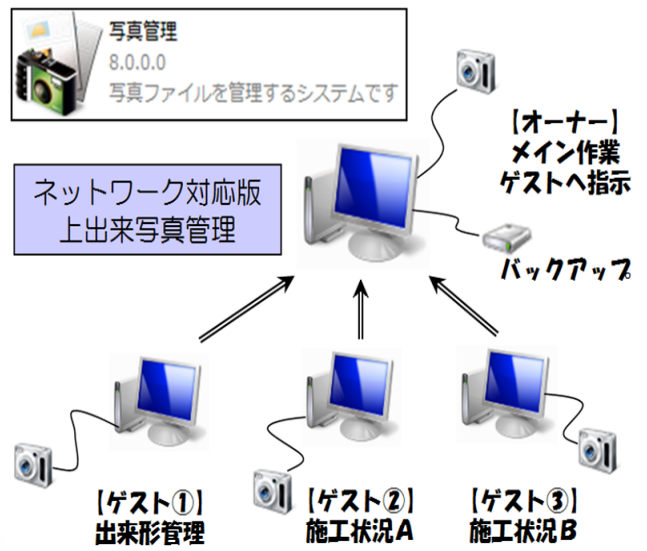 写真管理
8.0.0.0
写真ファイルを管理するシステムです
ネットワーク対応版
上出来写真管理
【オーナー】
メイン作業
ゲストへ指示
バックアップ
【ゲスト①】
出来形管理
【ゲスト②】
施工状況A
【ゲスト③】
施工状況B